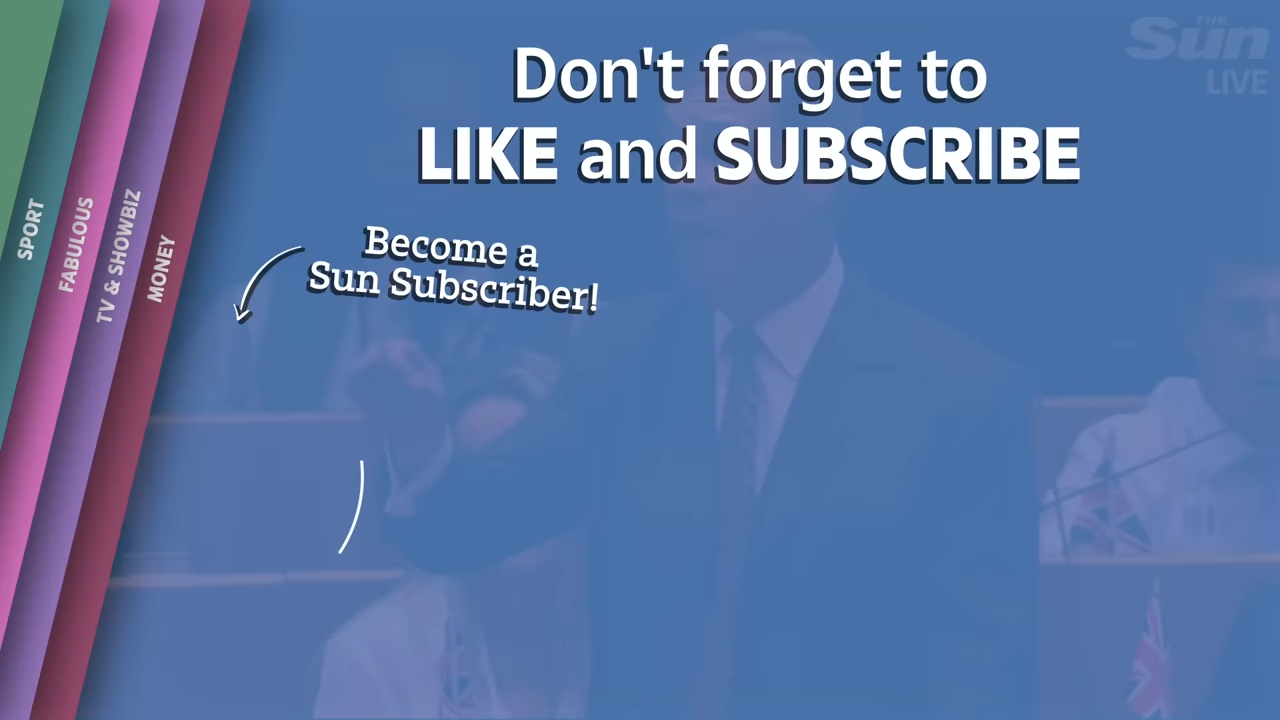 Don't forget to
LIKE and SUBSCRIBE
Become a
Sun Subscriber!
SPORT
FABULOUS
TV & SHOWBIZ
MONEY
THE
Sun
LIVE